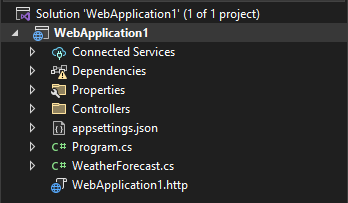 Solution 'WebApplication1' (1 of 1 project)
WebApplication1
Connected Services
Dependencies
Properties
Controllers
appsettings.json
C# Program.cs
C# WeatherForecast.cs
WebApplication1.http